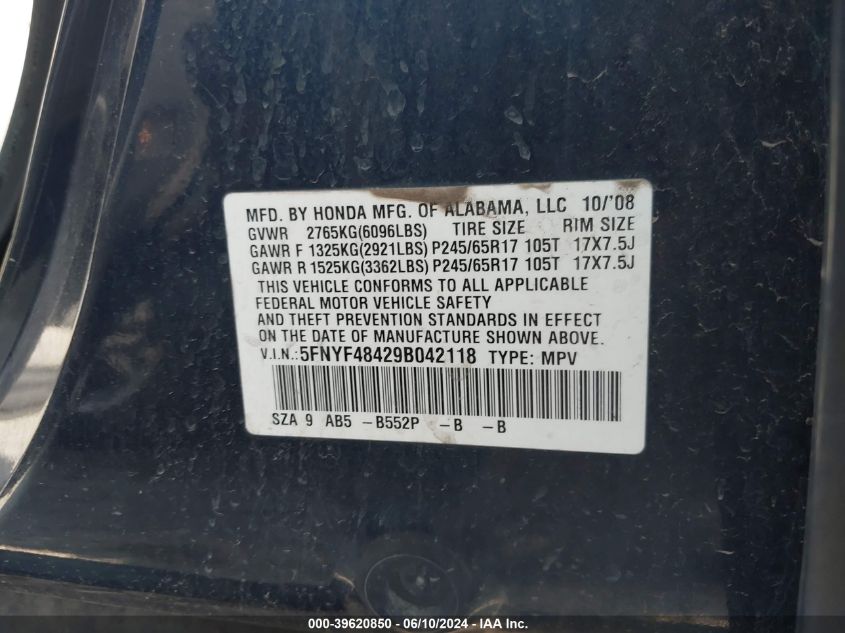 MFD. BY HONDA MFG. OF ALABAMA, LLC 10/'08
GVWR 2765KG(6096LBS) TIRE SIZE RIM SIZE
GAWR F 1325KG(2921LBS) P245/65R17 105T 17X7.5J
GAWR R 1525KG(3362LBS) P245/65R17 105T 17X7.5J
THIS VEHICLE CONFORMS TO ALL APPLICABLE
FEDERAL MOTOR VEHICLE SAFETY
AND THEFT PREVENTION STANDARDS IN EFFECT
ON THE DATE OF MANUFACTURE SHOWN ABOVE.
V.I.N.: 5FNYF48429B042118 TYPE: MPV
SZA 9 AB5 -B552P -B -B
000-39620850 - 06/10/2024 - IAA Inc.